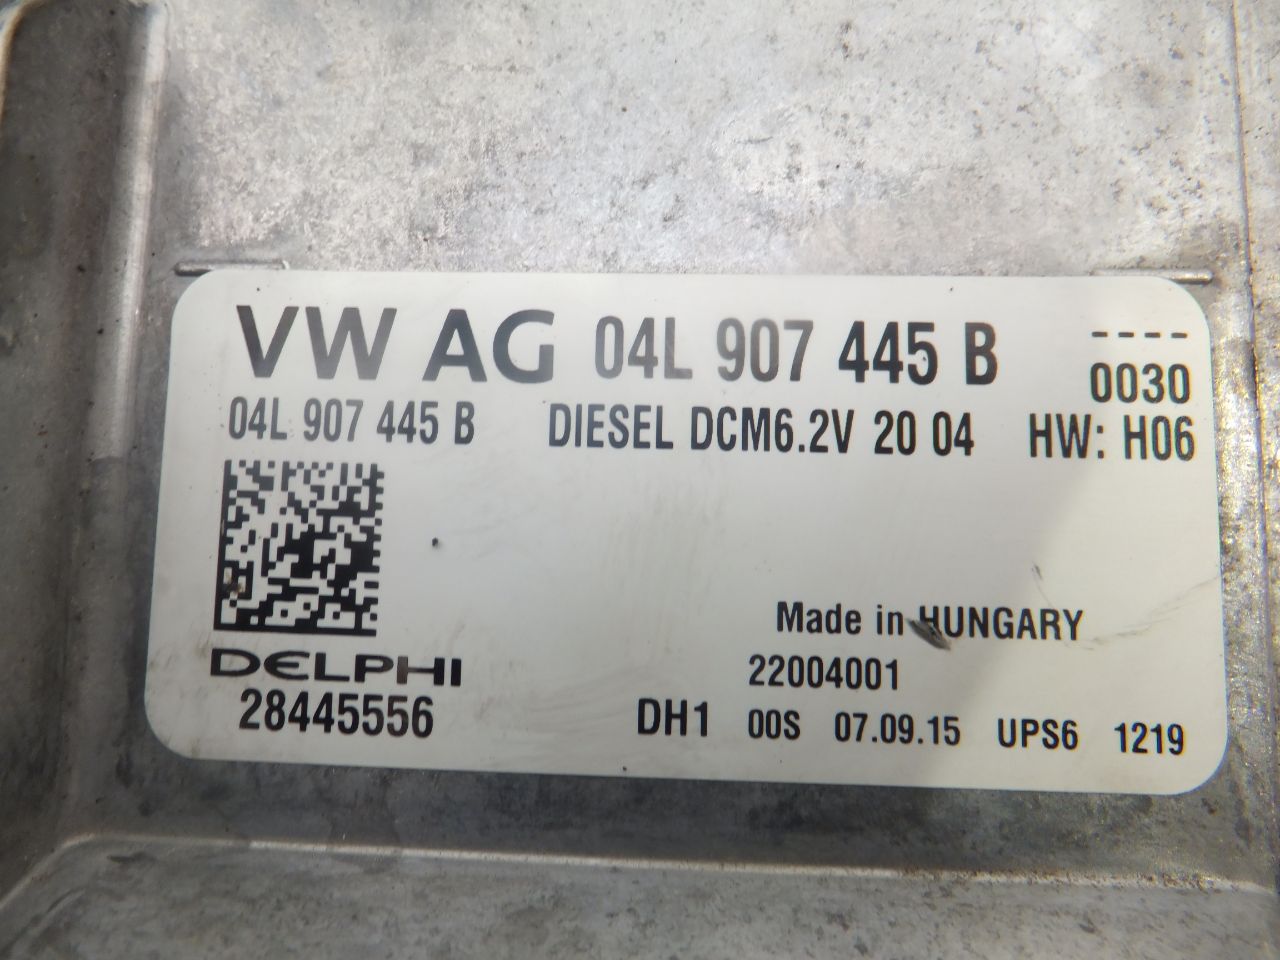 VW AG 04L 907 445 B ----
0030
04L 907 445 B DIESEL DCM6.2V 20 04 HW: H06
Made in HUNGARY
DELPHI 22004001
28445556 DH1 00S 07.09.15 UPS6 1219